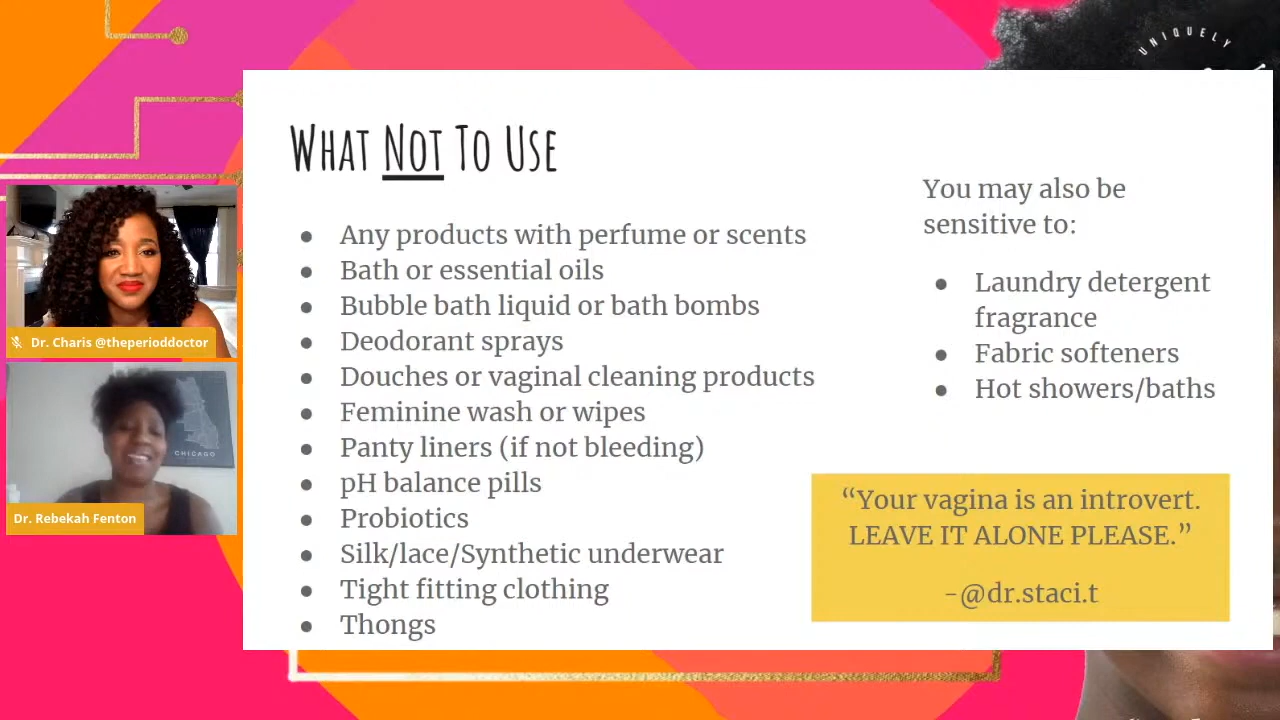 UNIQUELY
What Not To Use
• Any products with perfume or scents
• Bath or essential oils
• Bubble bath liquid or bath bombs
• Deodorant sprays
• Douches or vaginal cleaning products
• Feminine wash or wipes
• Panty liners (if not bleeding)
• pH balance pills
• Probiotics
• Silk/lace/Synthetic underwear
• Tight fitting clothing
• Thongs
You may also be
sensitive to:
• Laundry detergent
fragrance
• Fabric softeners
• Hot showers/baths
“Your vagina is an introvert.
LEAVE IT ALONE PLEASE.”
-@dr.staci.t
Dr. Charis @theperioddoctor
CHICAGO
Dr. Rebekah Fenton